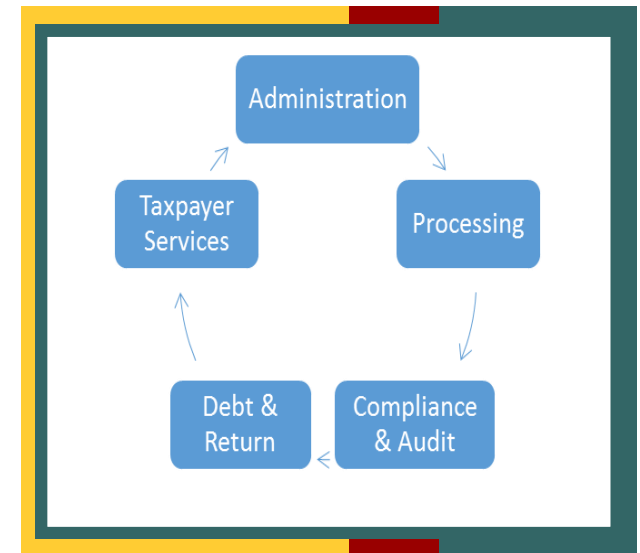 Administration
Processing
Compliance
& Audit
Debt &
Return
Taxpayer
Services